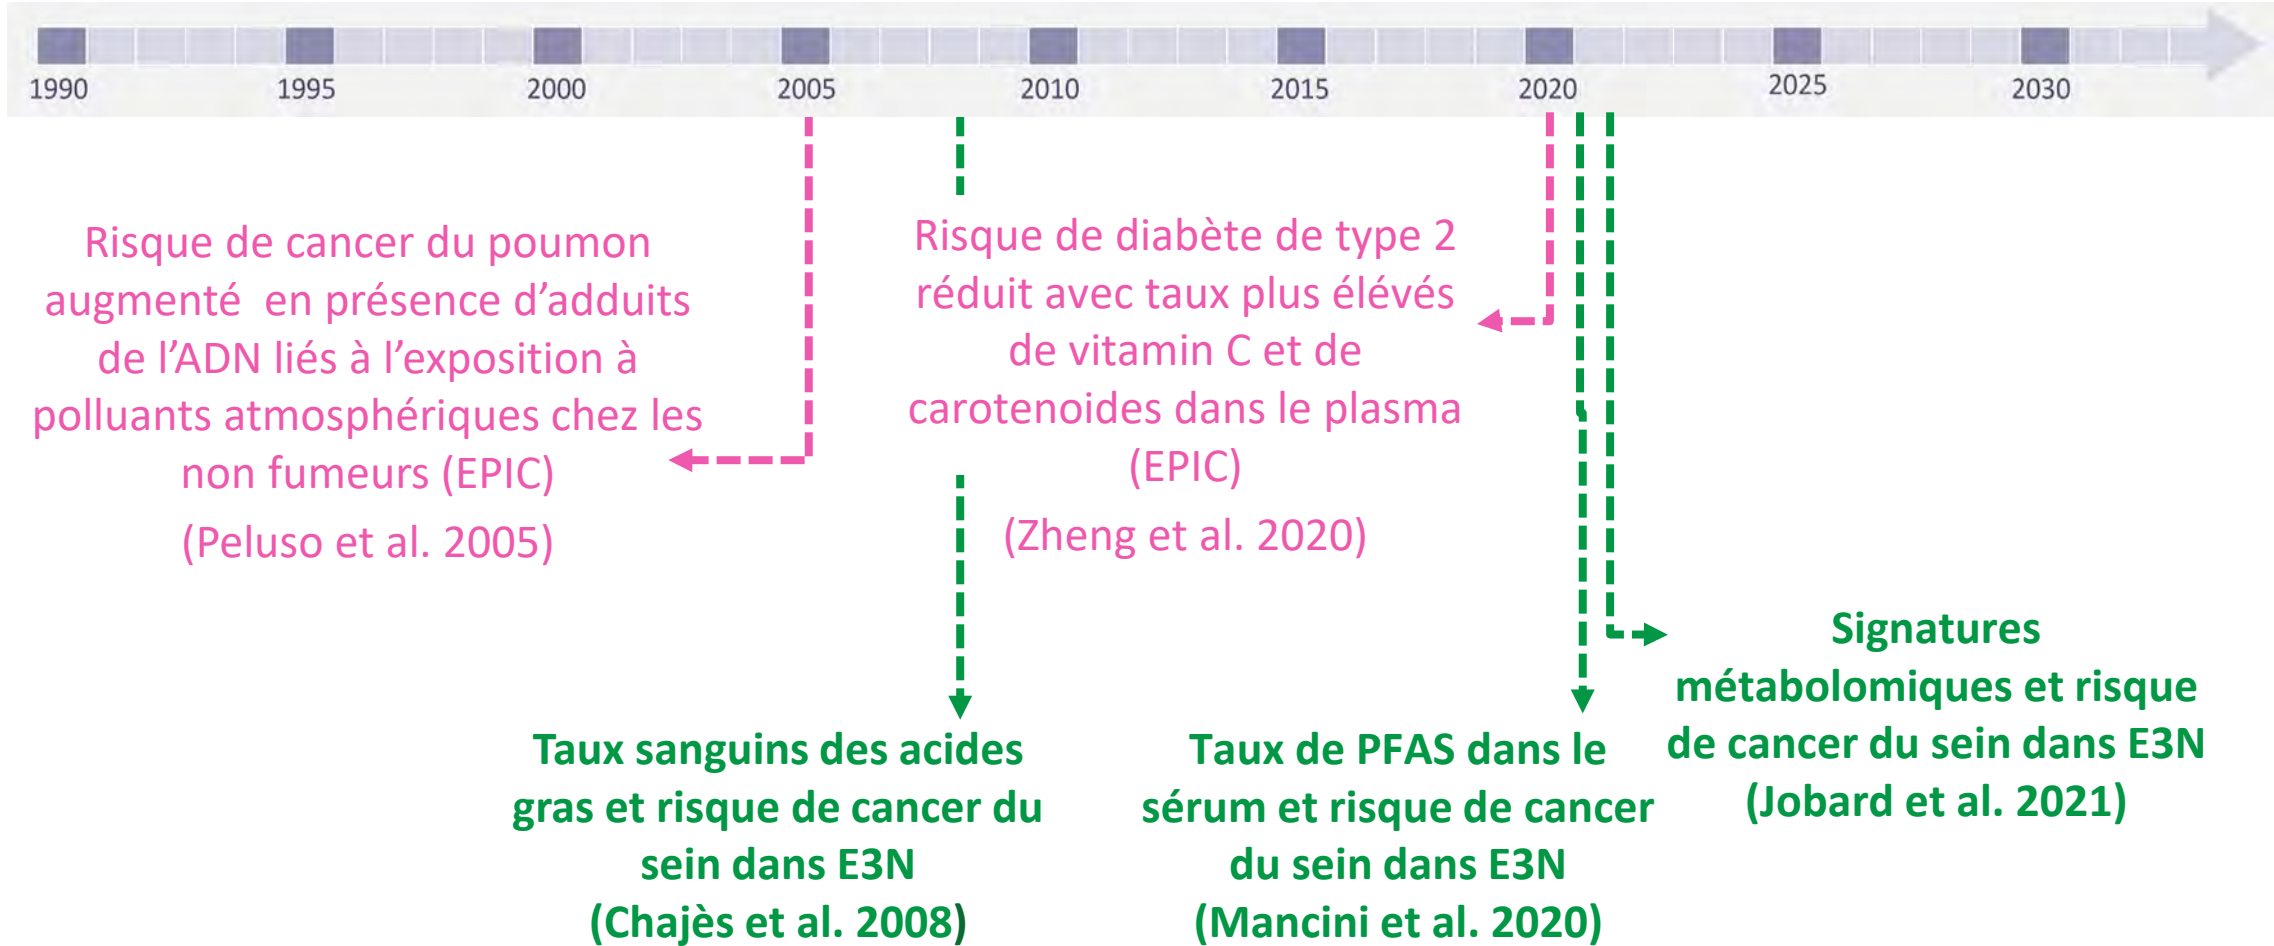 1990 1995 2000 2005 2010 2015 2020 2025 2030
Risque de cancer du poumon
augmenté  en présence d’adduits
de l’ADN liés à l’exposition à
polluants atmosphériques chez les
non fumeurs (EPIC)
(Peluso et al. 2005)
Risque de diabète de type 2
réduit avec taux plus élévés
de vitamin C et de
carotenoides dans le plasma
(EPIC)
(Zheng et al. 2020)
Taux sanguins des acides
gras et risque de cancer du
sein dans E3N
(Chajès et al. 2008)
Taux de PFAS dans le
sérum et risque de cancer
du sein dans E3N
(Mancini et al. 2020)
Signatures
métabolomiques et risque
de cancer du sein dans E3N
(Jobard et al. 2021)